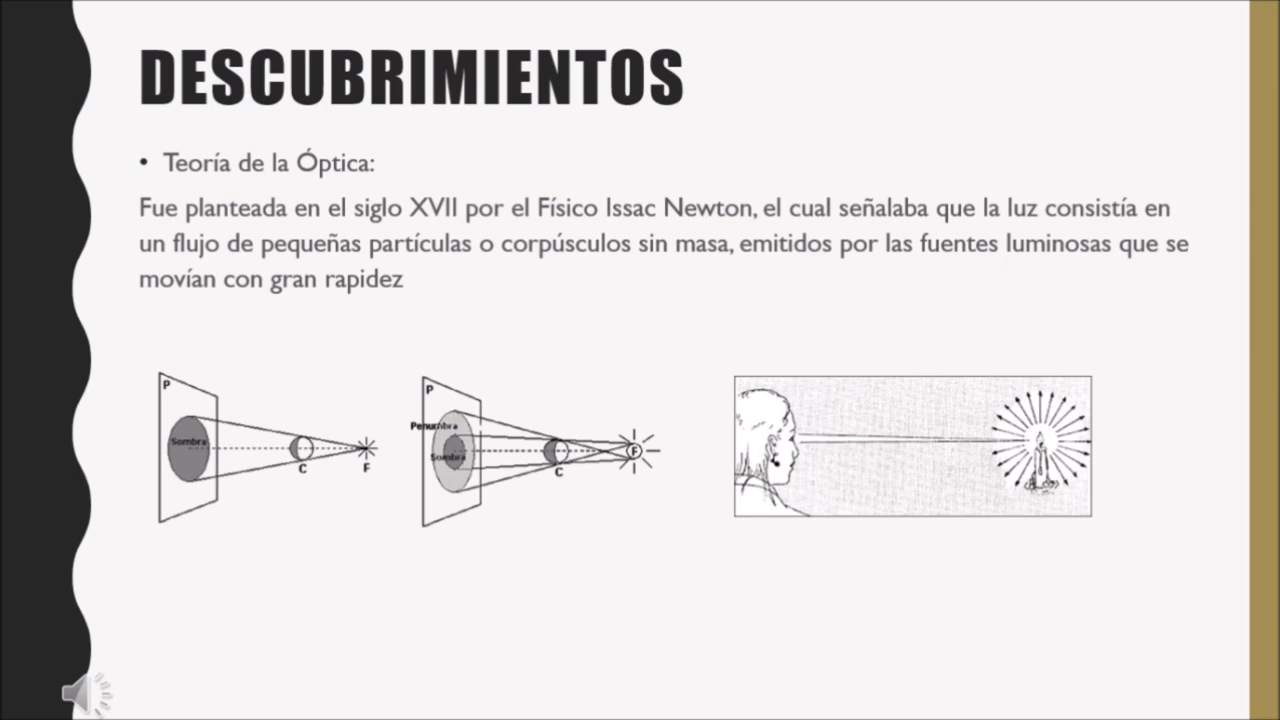 DESCUBRIMIENTOS
• Teoría de la Óptica:
Fue planteada en el siglo XVII por el Físico Issac Newton, el cual señalaba que la luz consistía en
un flujo de pequeñas partículas o corpúsculos sin masa, emitidos por las fuentes luminosas que se
movían con gran rapidez
P
Sombra
C
F
P
Penumbra
Sombra
F
C